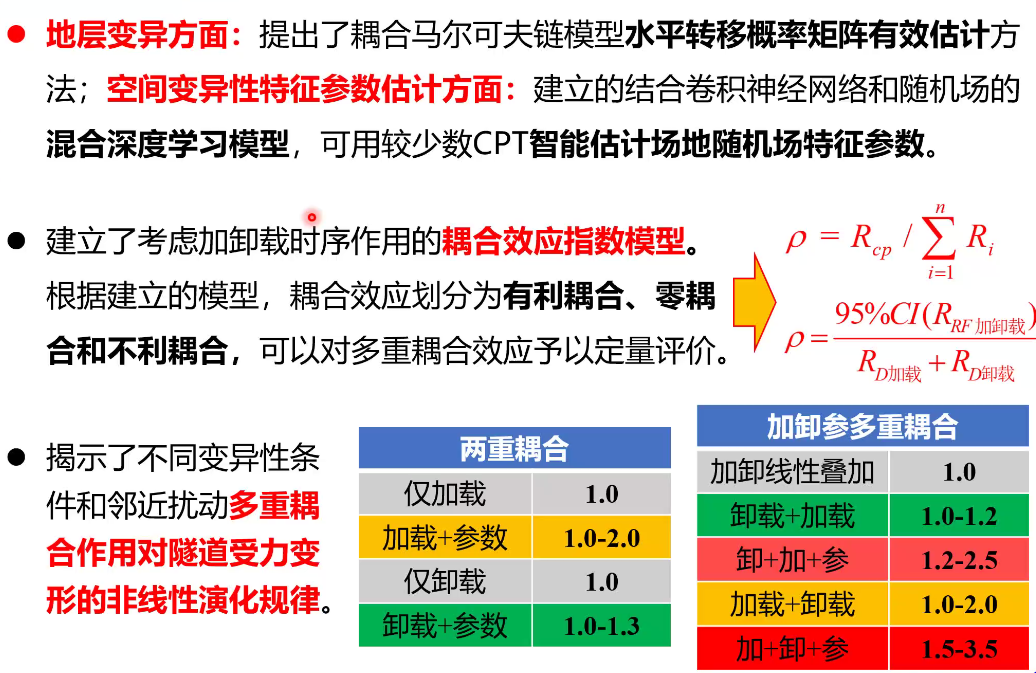 地层变异方面：提出了耦合马尔可夫链模型水平转移概率矩阵有效估计方
法；空间变异性特征参数估计方面：建立的结合卷积神经网络和随机场的
混合深度学习模型，可用较少数CPT智能估计场地随机场特征参数。
建立了考虑加卸载时序作用的耦合效应指数模型。
根据建立的模型，耦合效应划分为有利耦合、零耦
合和不利耦合，可以对多重耦合效应予以定量评价。
ρ = R_cp / ∑_{i=1}^{n} R_i
ρ = 95%CI(R_{RF加卸载}) / (R_{D加载} + R_{D卸载})
揭示了不同变异性条
件和邻近扰动多重耦
合作用对隧道受力变
形的非线性演化规律。
两重耦合
仅加载 1.0
加载+参数 1.0-2.0
仅卸载 1.0
卸载+参数 1.0-1.3
加卸参多重耦合
加卸线性叠加 1.0
卸载+加载 1.0-1.2
卸+加+参 1.2-2.5
加载+卸载 1.0-2.0
加+卸+参 1.5-3.5